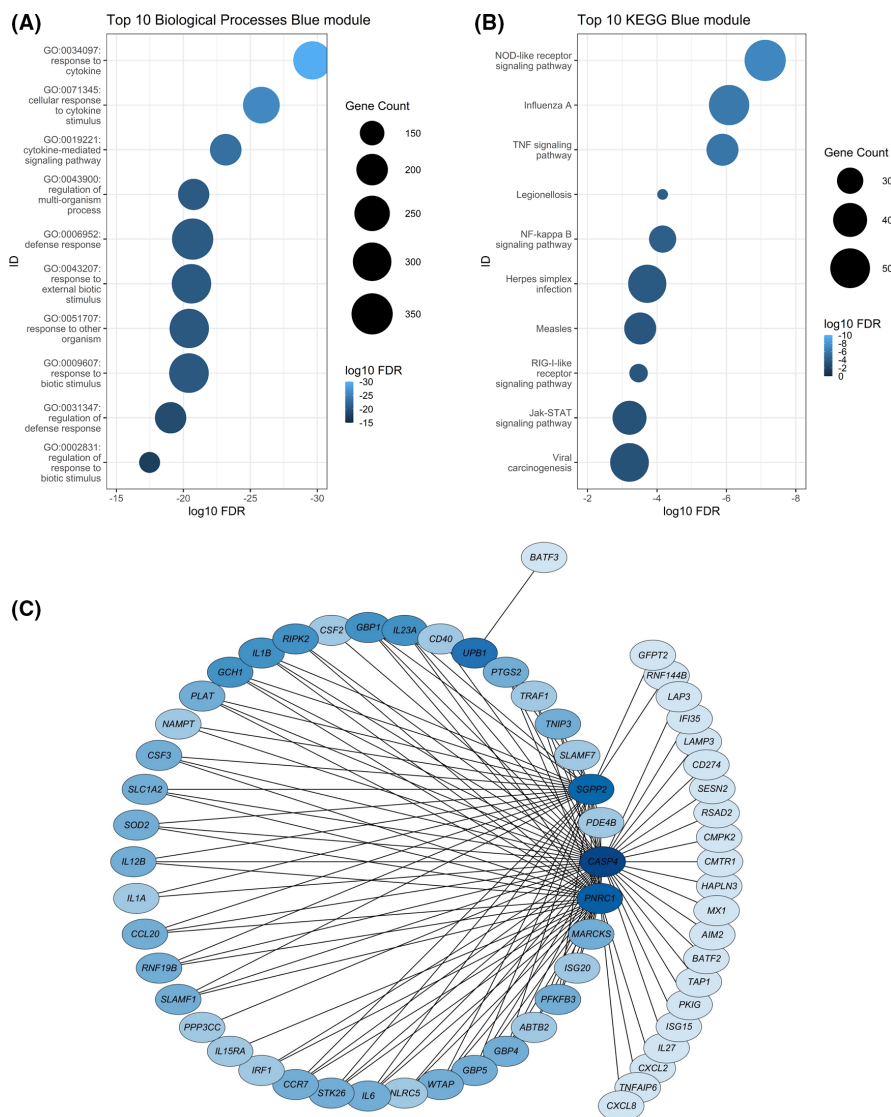 (A)
Top 10 Biological Processes Blue module
ID
GO:0034097:
response to
cytokine
GO:0071345:
cellular response
to cytokine
stimulus
GO:0019221:
cytokine-mediated
signaling pathway
GO:0043900:
regulation of
multi-organism
process
GO:0006952:
defense response
GO:0043207:
response to
external biotic
stimulus
GO:0051707:
response to other
organism
GO:0009607:
response to
biotic stimulus
GO:0031347:
regulation of
defense response
GO:0002831:
regulation of
response to
biotic stimulus
-15 -20 -25 -30
log10 FDR
Gene Count
150
200
250
300
350
log10 FDR
-30
-25
-20
-15
(B)
Top 10 KEGG Blue module
ID
NOD-like receptor
signaling pathway
Influenza A
TNF signaling
pathway
Legionellosis
NF-kappa B
signaling pathway
Herpes simplex
infection
Measles
RIG-I-like
receptor
signaling pathway
Jak-STAT
signaling pathway
Viral
carcinogenesis
-2 -4 -6 -8
log10 FDR
Gene Count
30
40
50
log10 FDR
-10
-8
-6
-4
-2
0
(C)
BATF3
UPB1
CD40
IL23A
GBP1
CSF2
RIPK2
IL1B
GCH1
PLAT
NAMPT
CSF3
SLC1A2
SOD2
IL12B
IL1A
CCL20
RNF19B
SLAMF1
PPP3CC
IL15RA
IRF1
CCR7
STK26
IL6
NLRC5
WTAP
GBP5
GBP4
ABTB2
PFKFB3
ISG20
MARCKS
PNRC1
CASP4
PDE4B
SGPP2
SLAMF7
TNIP3
TRAF1
PTGS2
GFPT2
RNF144B
LAP3
IFI35
LAMP3
CD274
SESN2
RSAD2
CMPK2
CMTR1
HAPLN3
MX1
AIM2
BATF2
TAP1
PKIG
ISG15
IL27
CXCL2
TNFAIP6
CXCL8